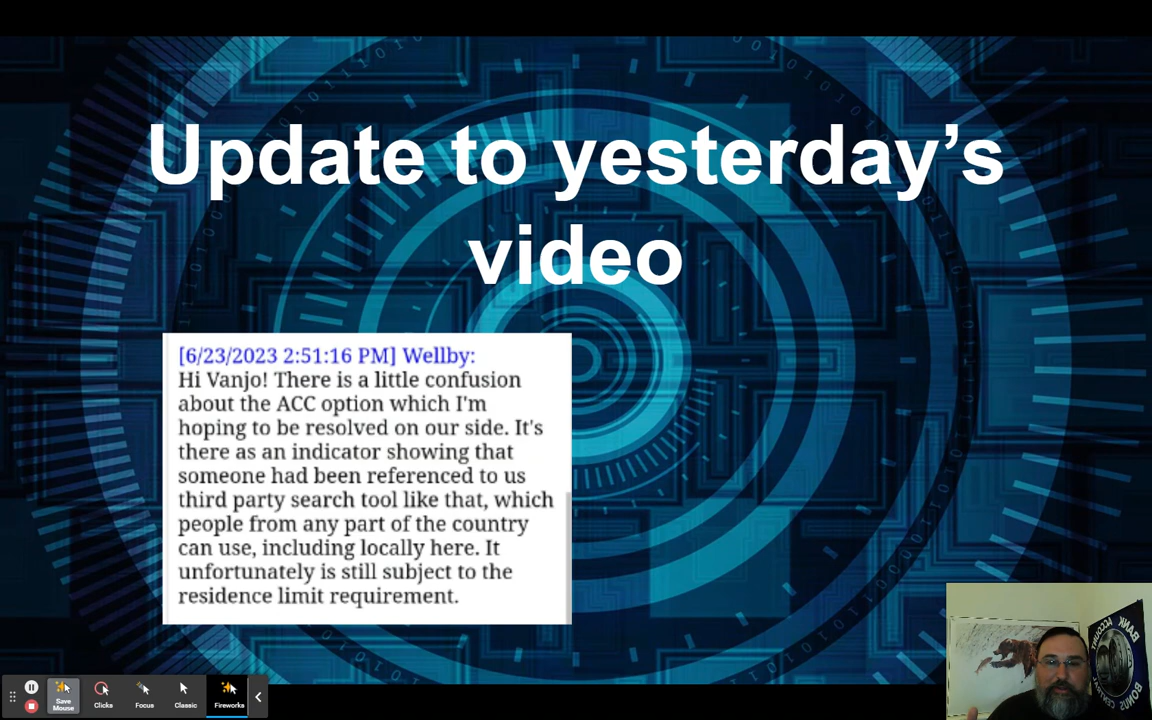 Update to yesterday's
video
[6/23/2023 2:51:16 PM] Wellby:
Hi Vanjo! There is a little confusion
about the ACC option which I'm
hoping to be resolved on our side. It's
there as an indicator showing that
someone had been referenced to us
third party search tool like that, which
people from any part of the country
can use, including locally here. It
unfortunately is still subject to the
residence limit requirement.
Save
Mouse
Clicks
Focus
Classic
Fireworks
BANK
ACCOUNT
BONUS